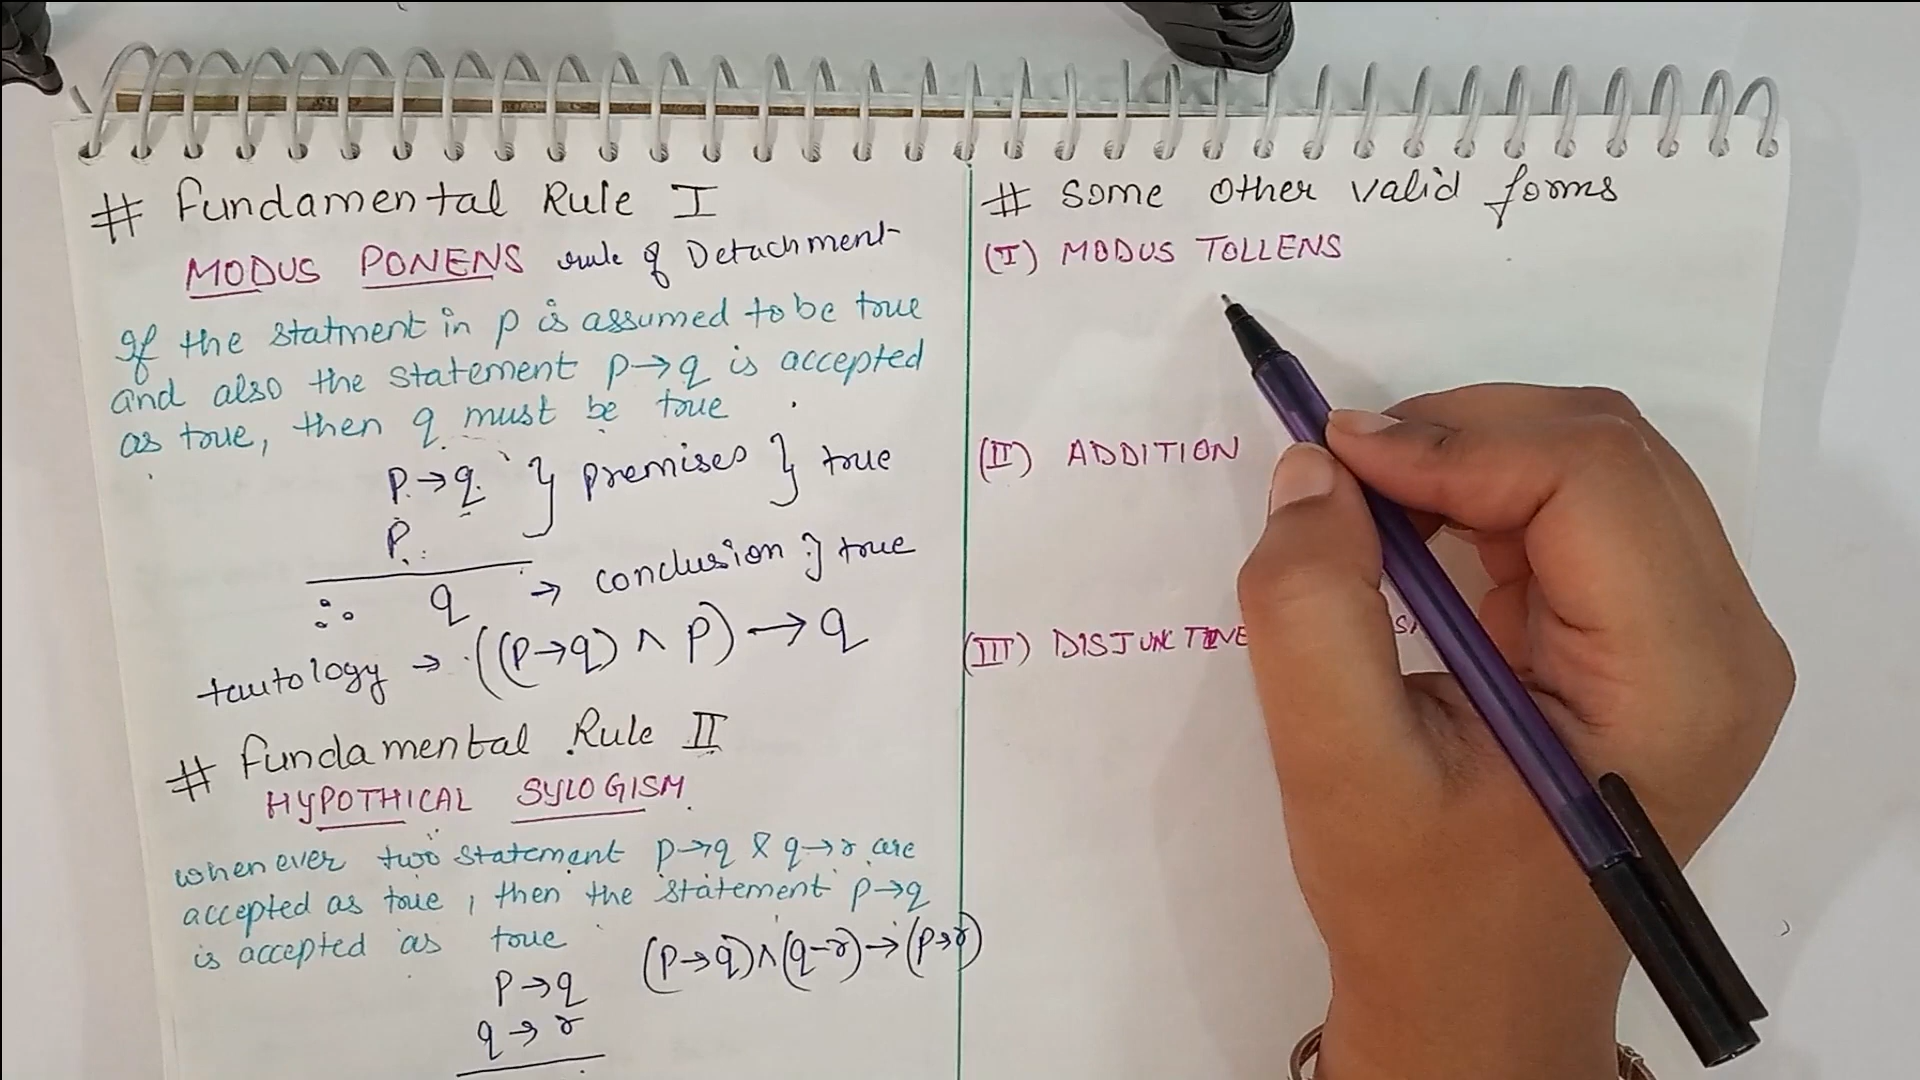 # Fundamental Rule I
MODUS PONENS rule of Detachment
If the statment in p is assumed to be true
and also the statement p→q is accepted
as true, then q must be true
p→q } premises } true
p
∴ q → conclusion } true
tautology → ((p→q) ∧ p) → q
# Fundamental Rule II
HYPOTHICAL SYLOGISM
whenever two statement p→q & q→r are
accepted as true, then the statement p→q
is accepted as true
(p→q)∧(q-r)→(p→r)
p→q
q→r
# Some Other valid forms
(I) MODUS TOLLENS
(II) ADDITION
(III) DISJUNCTIVE